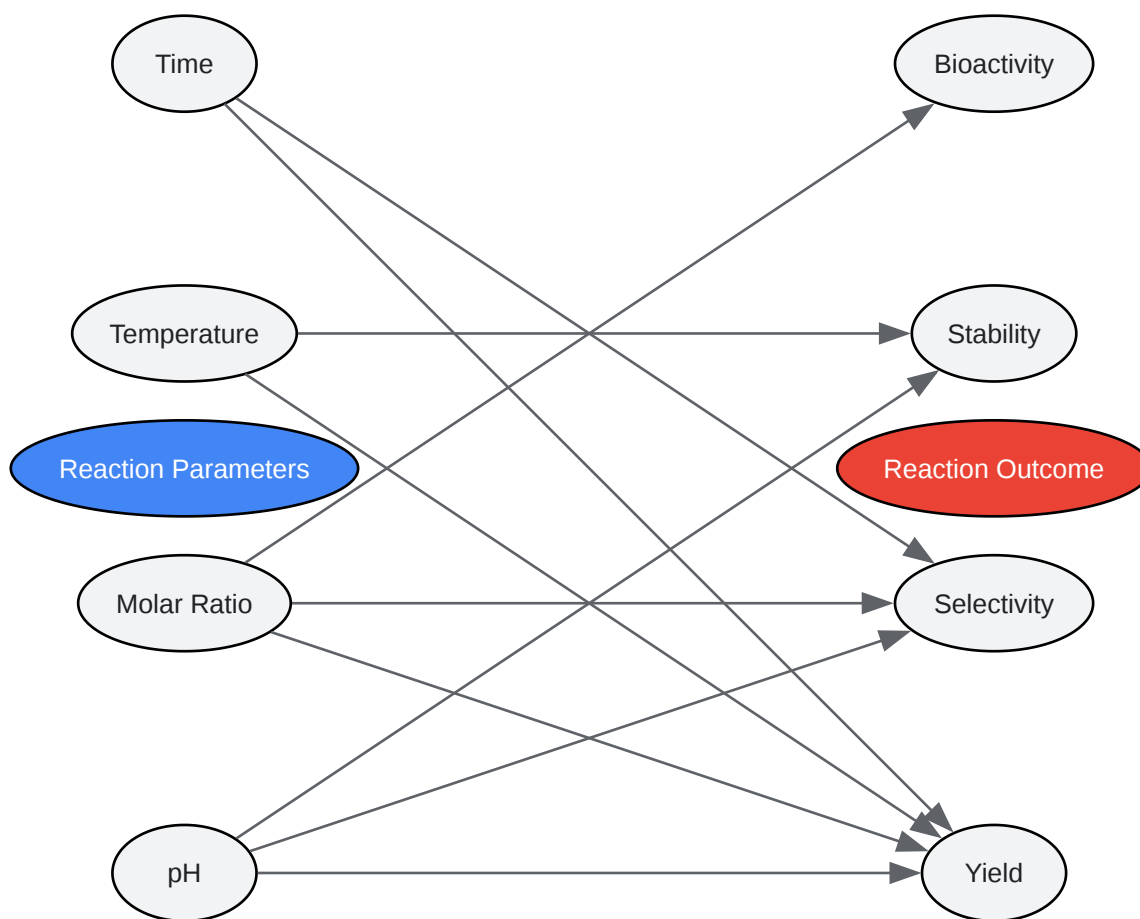 Time
Bioactivity
Temperature
Stability
Reaction Parameters
Reaction Outcome
Molar Ratio
Selectivity
pH
Yield